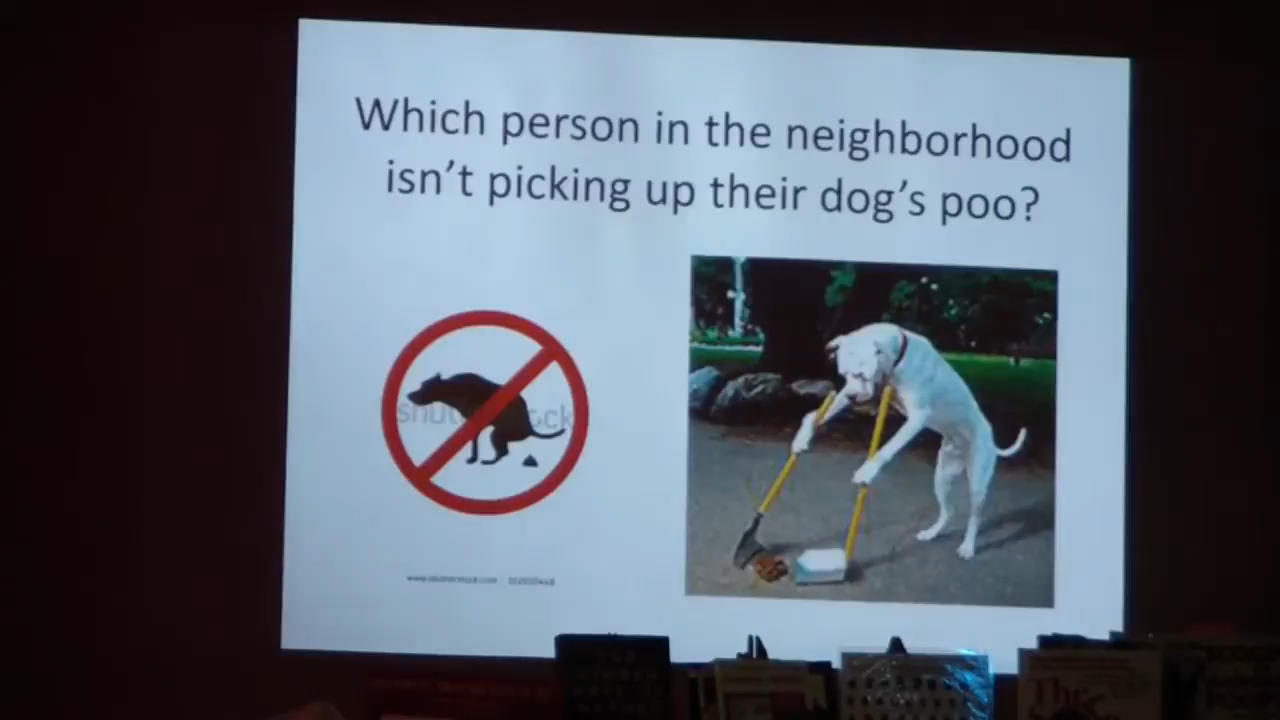 Which person in the neighborhood
isn't picking up their dog's poo?